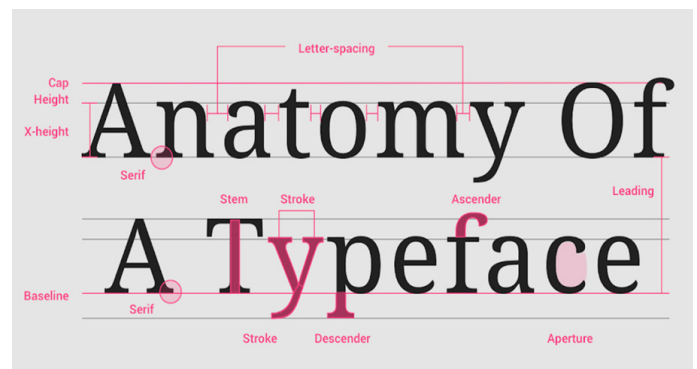 Letter-spacing
Cap
Height
X-height
Anatomy Of
Serif
Leading
Stem
Stroke
Ascender
A Typeface
Baseline
Serif
Stroke
Descender
Aperture